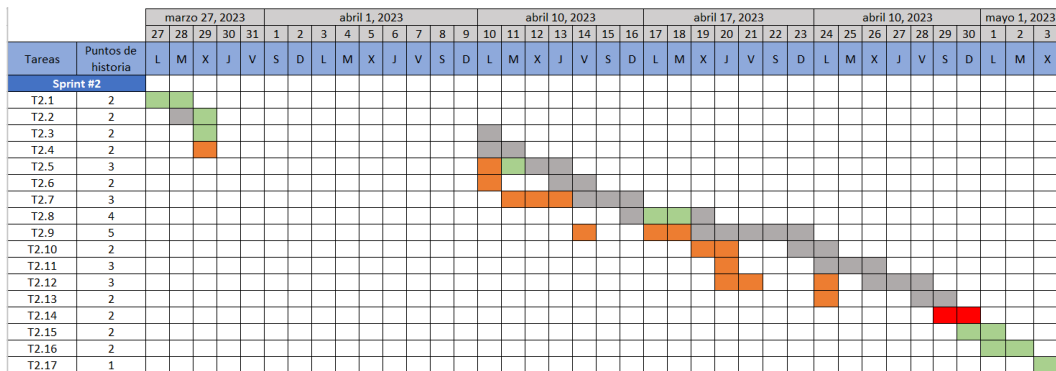 marzo 27, 2023 abril 1, 2023 abril 10, 2023 abril 17, 2023 abril 10, 2023 mayo 1, 2023
27 28 29 30 31 1 2 3 4 5 6 7 8 9 10 11 12 13 14 15 16 17 18 19 20 21 22 23 24 25 26 27 28 29 30 1 2 3
Tareas Puntos de historia L M X J V S D L M X J V S D L M X J V S D L M X J V S D L M X J V S D L M X
Sprint #2
T2.1 2
T2.2 2
T2.3 2
T2.4 2
T2.5 3
T2.6 2
T2.7 3
T2.8 4
T2.9 5
T2.10 2
T2.11 3
T2.12 3
T2.13 2
T2.14 2
T2.15 2
T2.16 2
T2.17 1